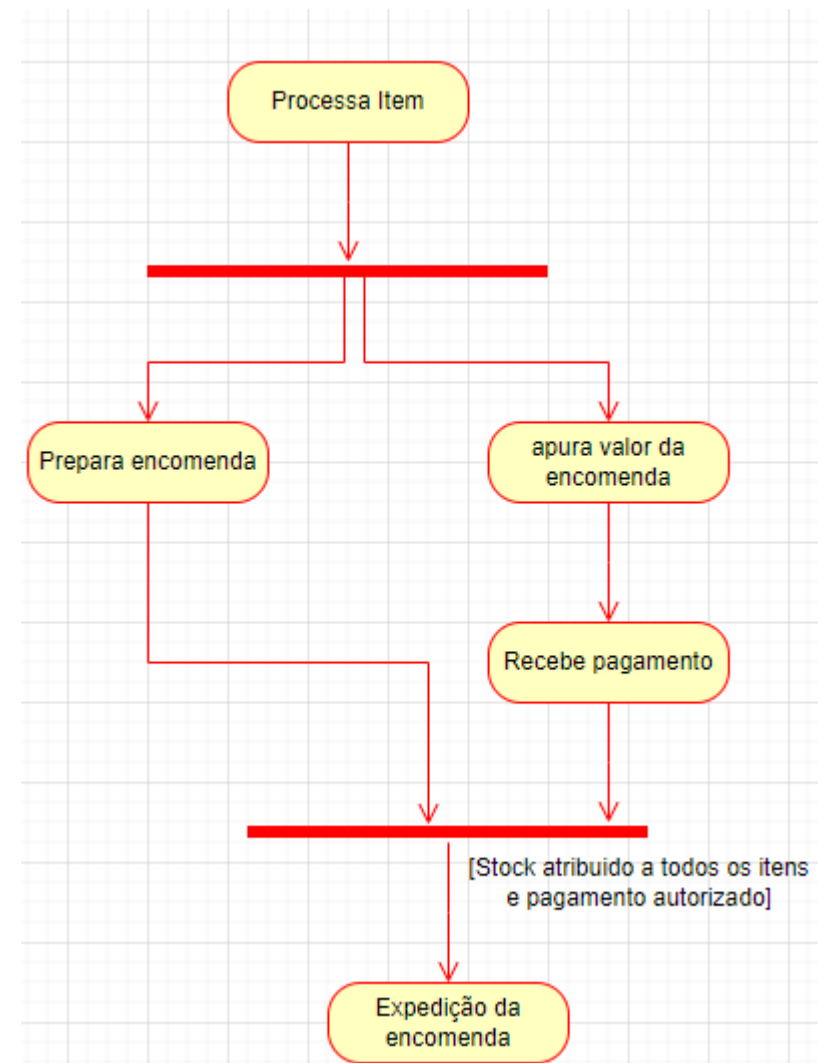 Processa Item
Prepara encomenda
apura valor da
encomenda
Recebe pagamento
[Stock atribuido a todos os itens
e pagamento autorizado]
Expedição da
encomenda